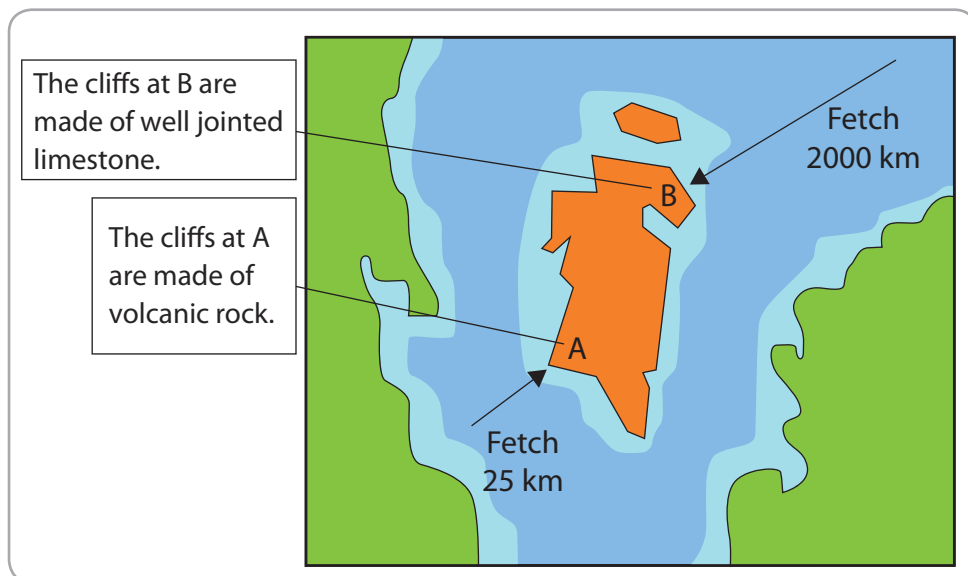 The cliffs at B are
made of well jointed
limestone.
The cliffs at A
are made of
volcanic rock.
Fetch
2000 km
B
A
Fetch
25 km